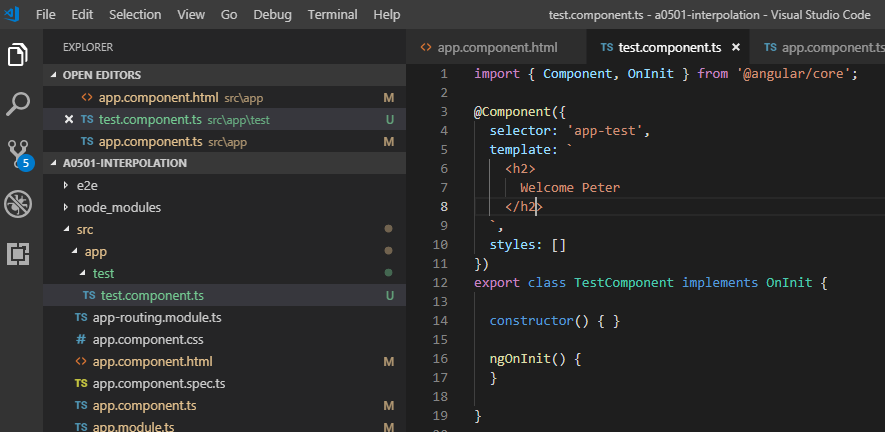 File Edit Selection View Go Debug Terminal Help test.component.ts - a0501-interpolation - Visual Studio Code
EXPLORER
OPEN EDITORS
<> app.component.html src\app M
× test.component.ts src\app\test U
TS app.component.ts src\app M
A0501-INTERPOLATION
e2e
node_modules
src
app
test
TS test.component.ts U
TS app-routing.module.ts
# app.component.css
<> app.component.html M
TS app.component.spec.ts
TS app.component.ts M
TS app.module.ts M
5
<> app.component.html TS test.component.ts × TS app.component.ts
1 import { Component, OnInit } from '@angular/core';
2
3 @Component({
4 selector: 'app-test',
5 template: `
6 <h2>
7 Welcome Peter
8 </h2>
9 `,
10 styles: []
11 })
12 export class TestComponent implements OnInit {
13
14 constructor() { }
15
16 ngOnInit() {
17 }
18
19 }